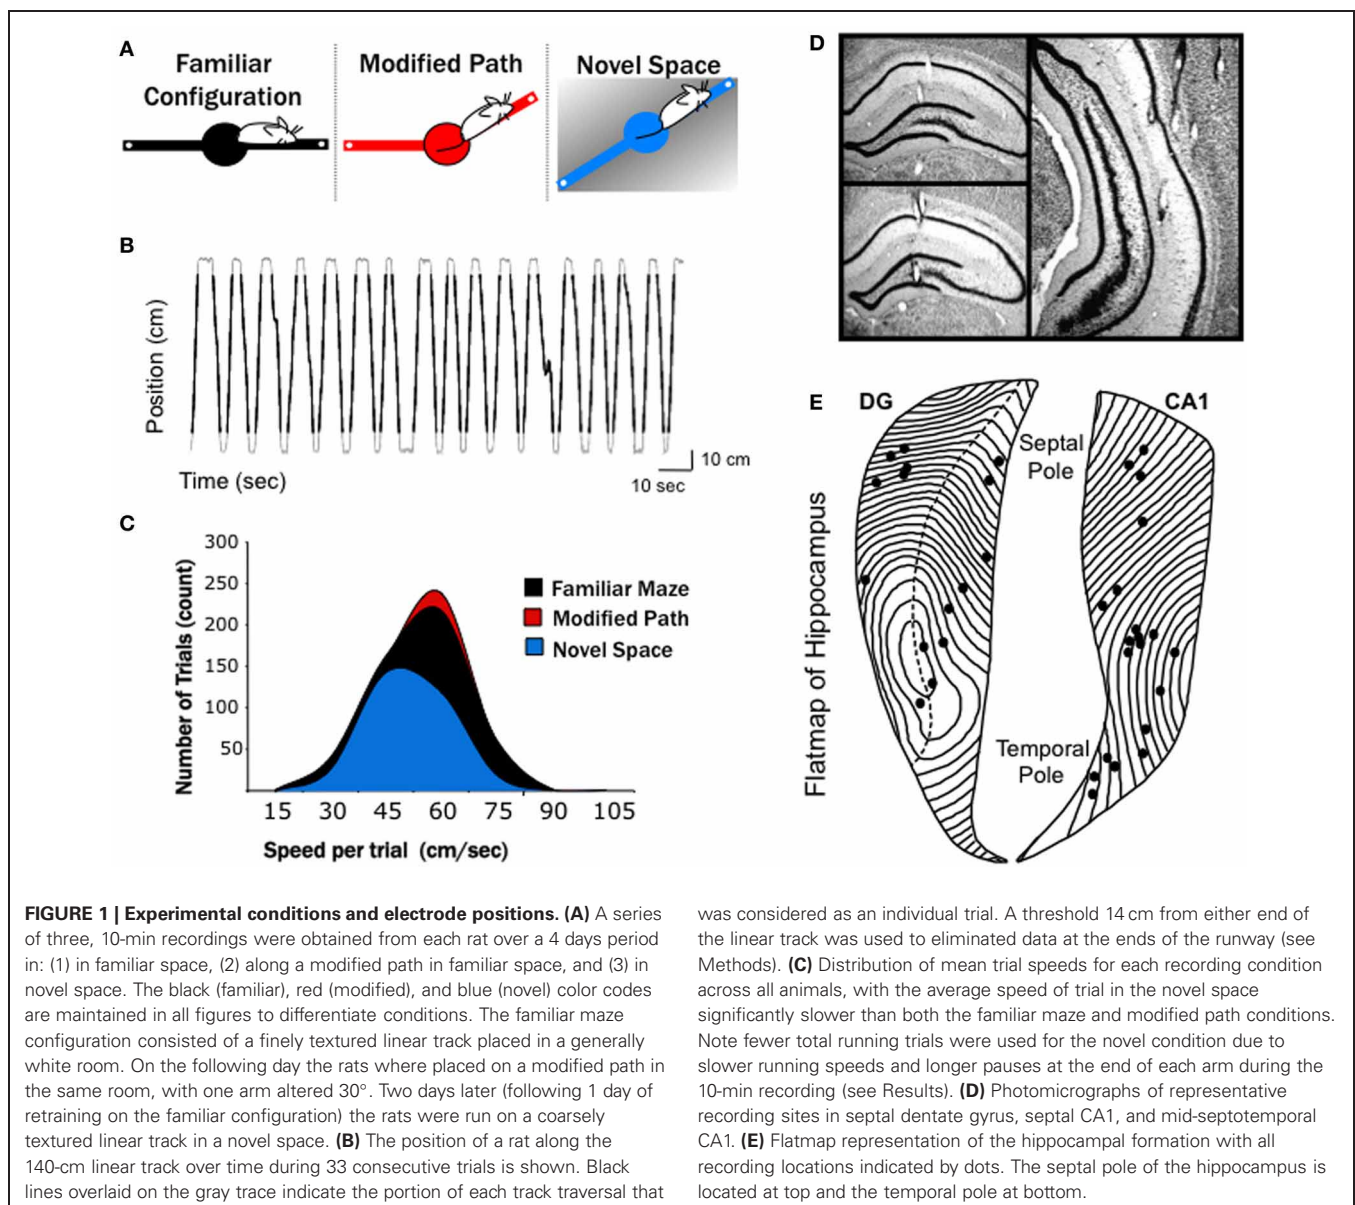 A
Familiar
Configuration
Modified Path
Novel Space
B
Position (cm)
Time (sec)
10 cm
10 sec
C
Number of Trials (count)
300
250
200
150
100
50
Familiar Maze
Modified Path
Novel Space
15 30 45 60 75 90 105
Speed per trial (cm/sec)
D
E
DG
CA1
Septal
Pole
Flatmap of Hippocampus
Temporal
Pole
FIGURE 1 | Experimental conditions and electrode positions. (A) A series
of three, 10-min recordings were obtained from each rat over a 4 days period
in: (1) in familiar space, (2) along a modified path in familiar space, and (3) in
novel space. The black (familiar), red (modified), and blue (novel) color codes
are maintained in all figures to differentiate conditions. The familiar maze
configuration consisted of a finely textured linear track placed in a generally
white room. On the following day the rats where placed on a modified path in
the same room, with one arm altered 30°. Two days later (following 1 day of
retraining on the familiar configuration) the rats were run on a coarsely
textured linear track in a novel space. (B) The position of a rat along the
140-cm linear track over time during 33 consecutive trials is shown. Black
lines overlaid on the gray trace indicate the portion of each track traversal that
was considered as an individual trial. A threshold 14 cm from either end of
the linear track was used to eliminated data at the ends of the runway (see
Methods). (C) Distribution of mean trial speeds for each recording condition
across all animals, with the average speed of trial in the novel space
significantly slower than both the familiar maze and modified path conditions.
Note fewer total running trials were used for the novel condition due to
slower running speeds and longer pauses at the end of each arm during the
10-min recording (see Results). (D) Photomicrographs of representative
recording sites in septal dentate gyrus, septal CA1, and mid-septotemporal
CA1. (E) Flatmap representation of the hippocampal formation with all
recording locations indicated by dots. The septal pole of the hippocampus is
located at top and the temporal pole at bottom.